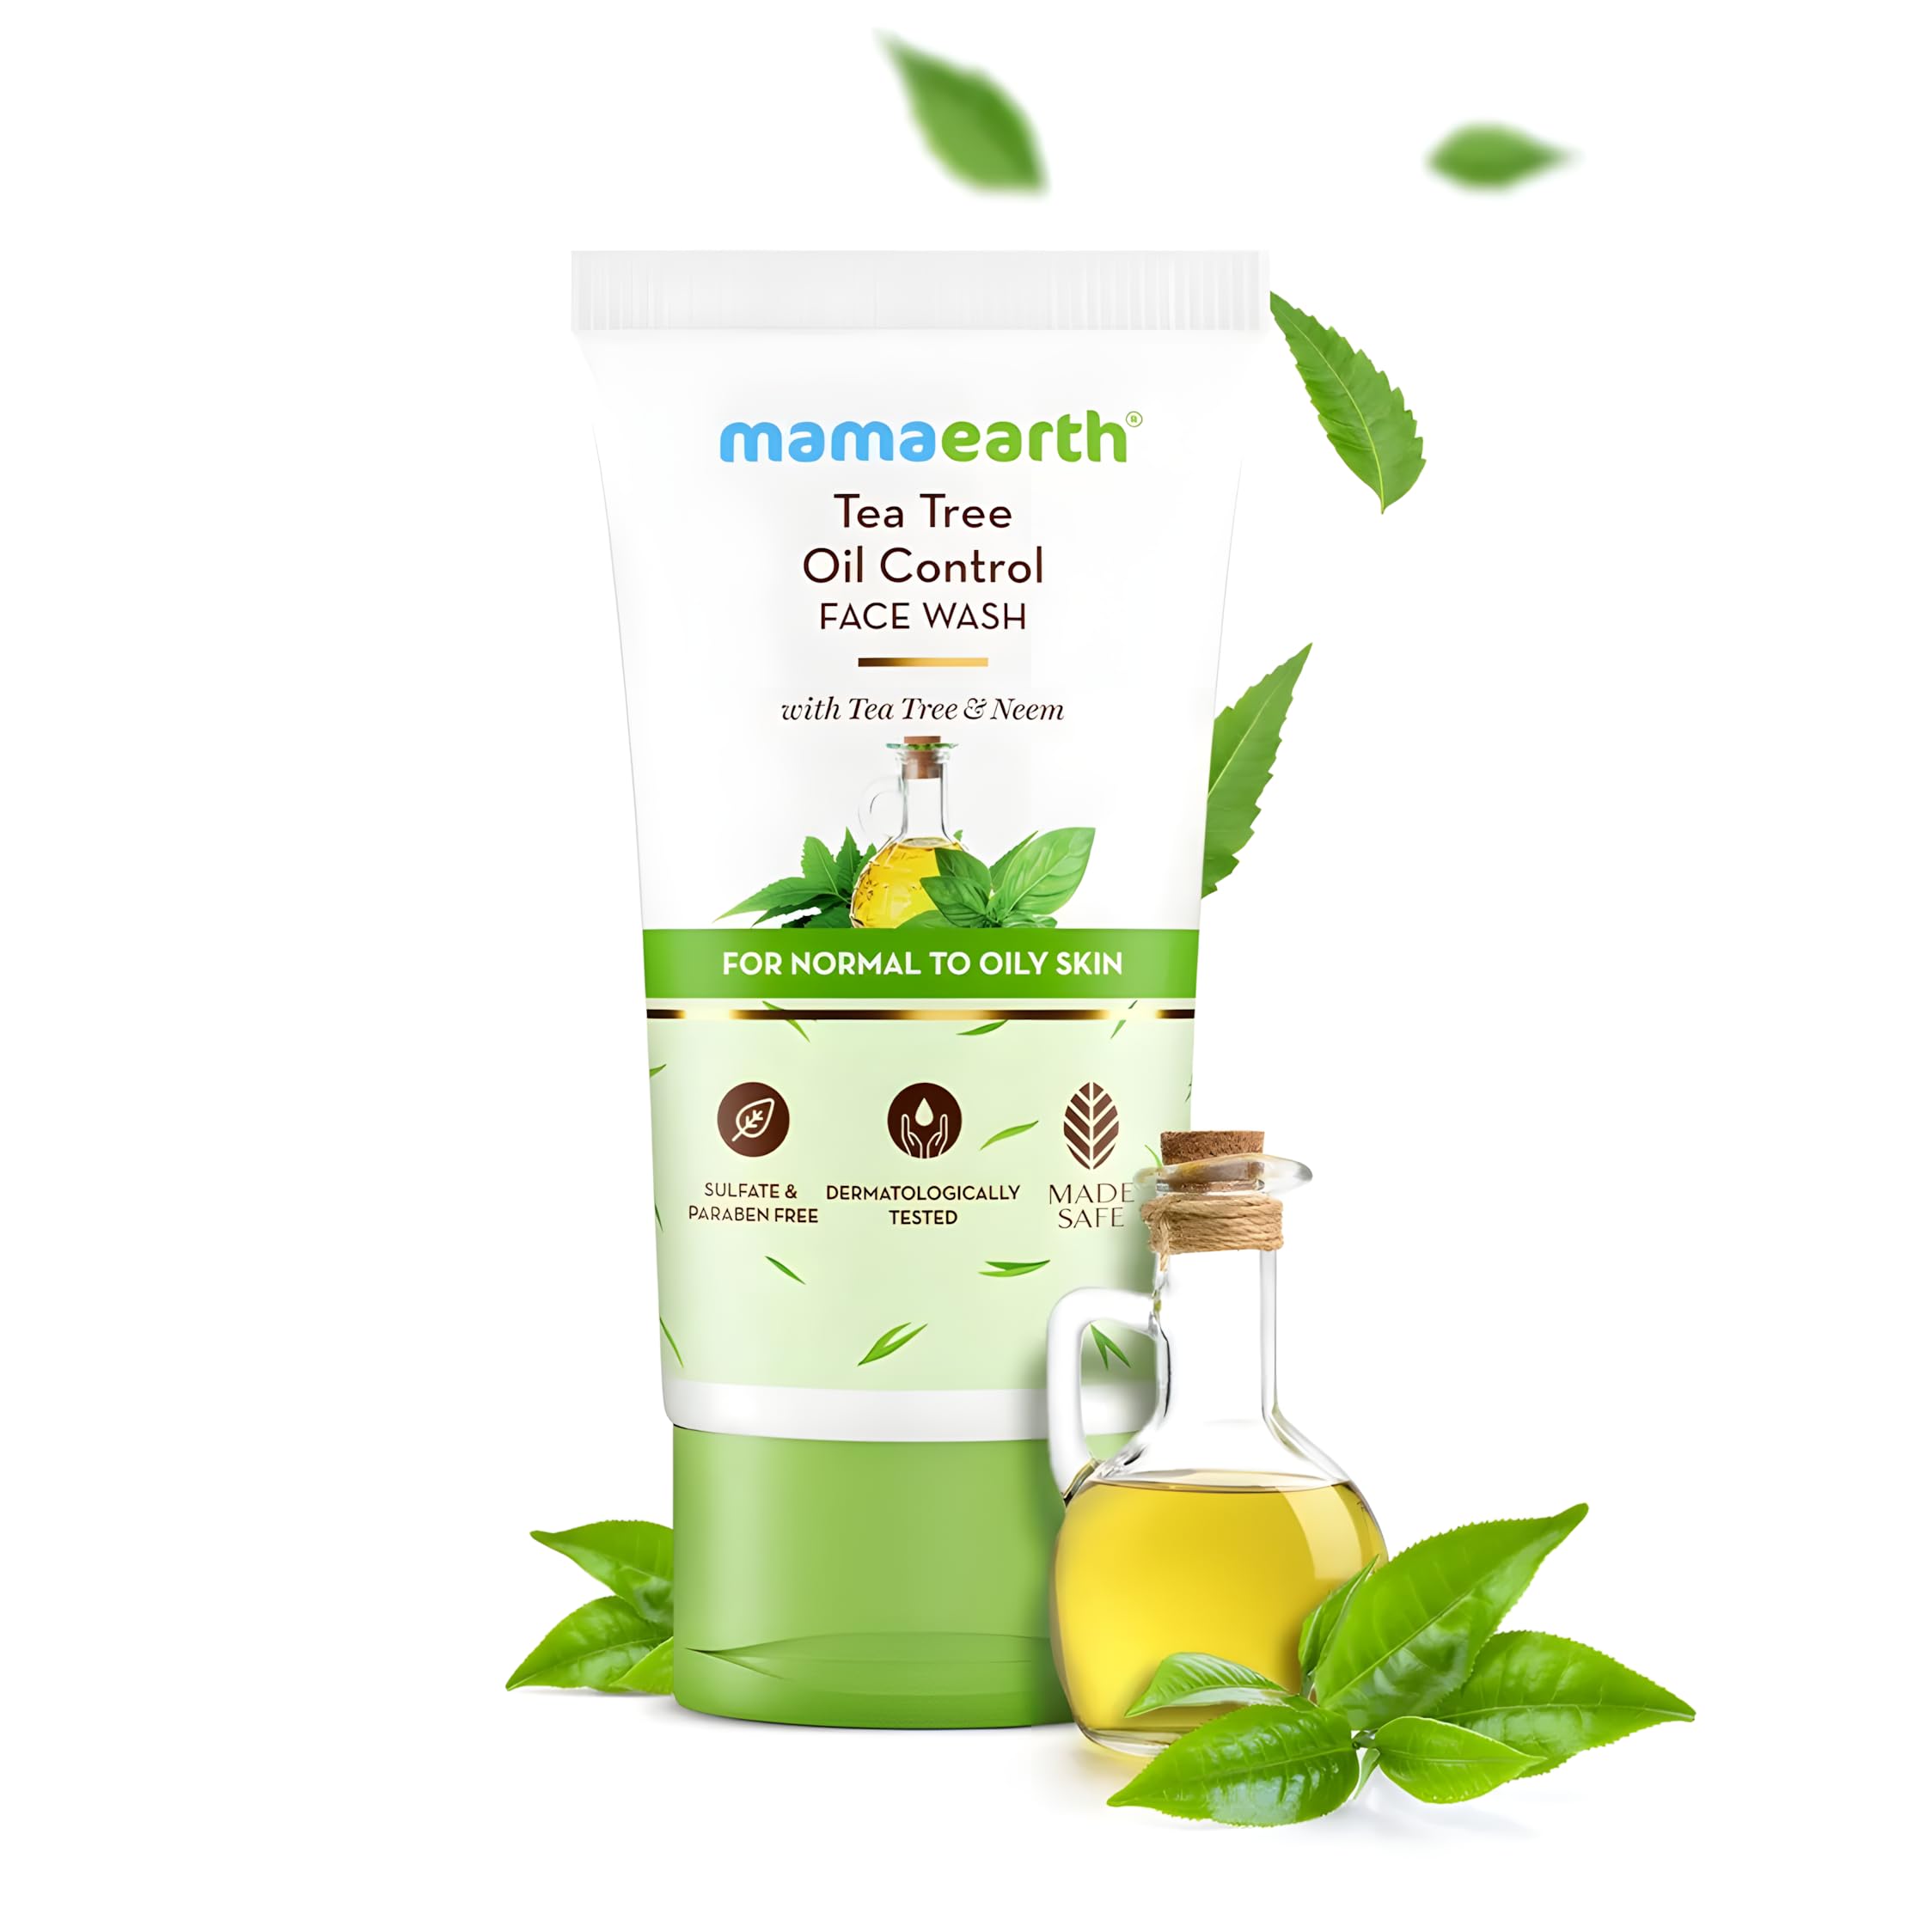 mamaearth®
Tea Tree
Oil Control
FACE WASH
with Tea Tree & Neem
FOR NORMAL TO OILY SKIN
SULFATE &
PARABEN FREE
DERMATOLOGICALLY
TESTED
MADE
SAFE